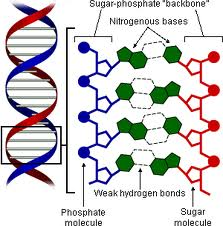 Sugar-phosphate "backbone"
Nitrogenous bases
Weak hydrogen bonds
Phosphate
molecule
Sugar
molecule